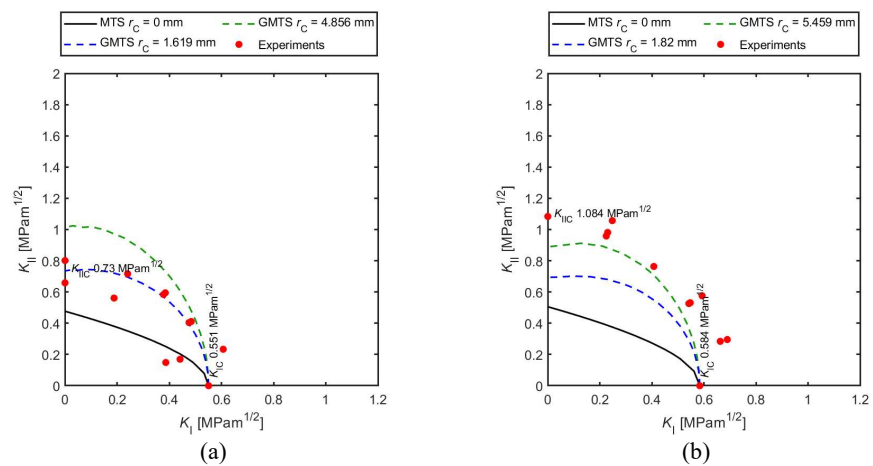 MTS r_C = 0 mm
GMTS r_C = 4.856 mm
GMTS r_C = 1.619 mm
Experiments
2
1.8
1.6
1.4
1.2
1
0.8
0.6
0.4
0.2
0
K_II [MPam^1/2]
K_IIC 0.73 MPam^1/2
K_IC 0.551 MPam^1/2
0 0.2 0.4 0.6 0.8 1 1.2
K_I [MPam^1/2]
(a)
MTS r_C = 0 mm
GMTS r_C = 5.459 mm
GMTS r_C = 1.82 mm
Experiments
2
1.8
1.6
1.4
1.2
1
0.8
0.6
0.4
0.2
0
K_II [MPam^1/2]
K_IIC 1.084 MPam^1/2
K_IC 0.584 MPam^1/2
0 0.2 0.4 0.6 0.8 1 1.2
K_I [MPam^1/2]
(b)